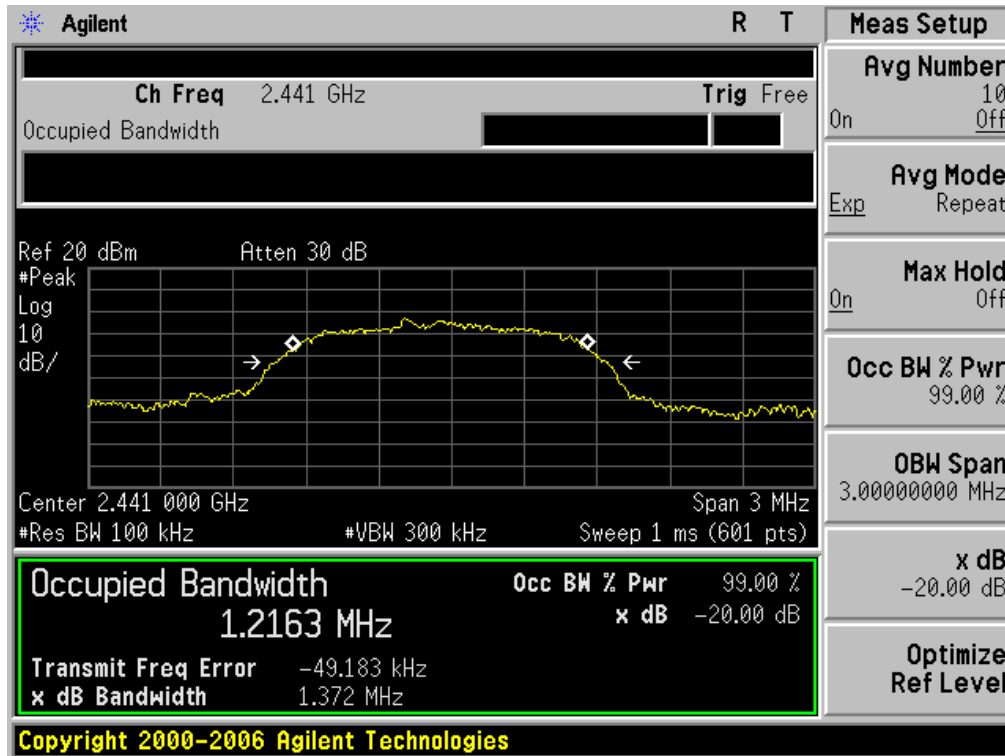 Agilent R T Meas Setup
Ch Freq 2.441 GHz Trig Free
Occupied Bandwidth
Ref 20 dBm Atten 30 dB
#Peak
Log
10
dB/
Center 2.441 000 GHz Span 3 MHz
#Res BW 100 kHz #VBW 300 kHz Sweep 1 ms (601 pts)
Occupied Bandwidth Occ BW % Pwr 99.00 %
1.2163 MHz x dB -20.00 dB
Transmit Freq Error -49.183 kHz
x dB Bandwidth 1.372 MHz
Avg Number
10
On Off
Avg Mode
Exp Repeat
Max Hold
On Off
Occ BW % Pwr
99.00 %
OBW Span
3.00000000 MHz
x dB
-20.00 dB
Optimize
Ref Level
Copyright 2000-2006 Agilent Technologies